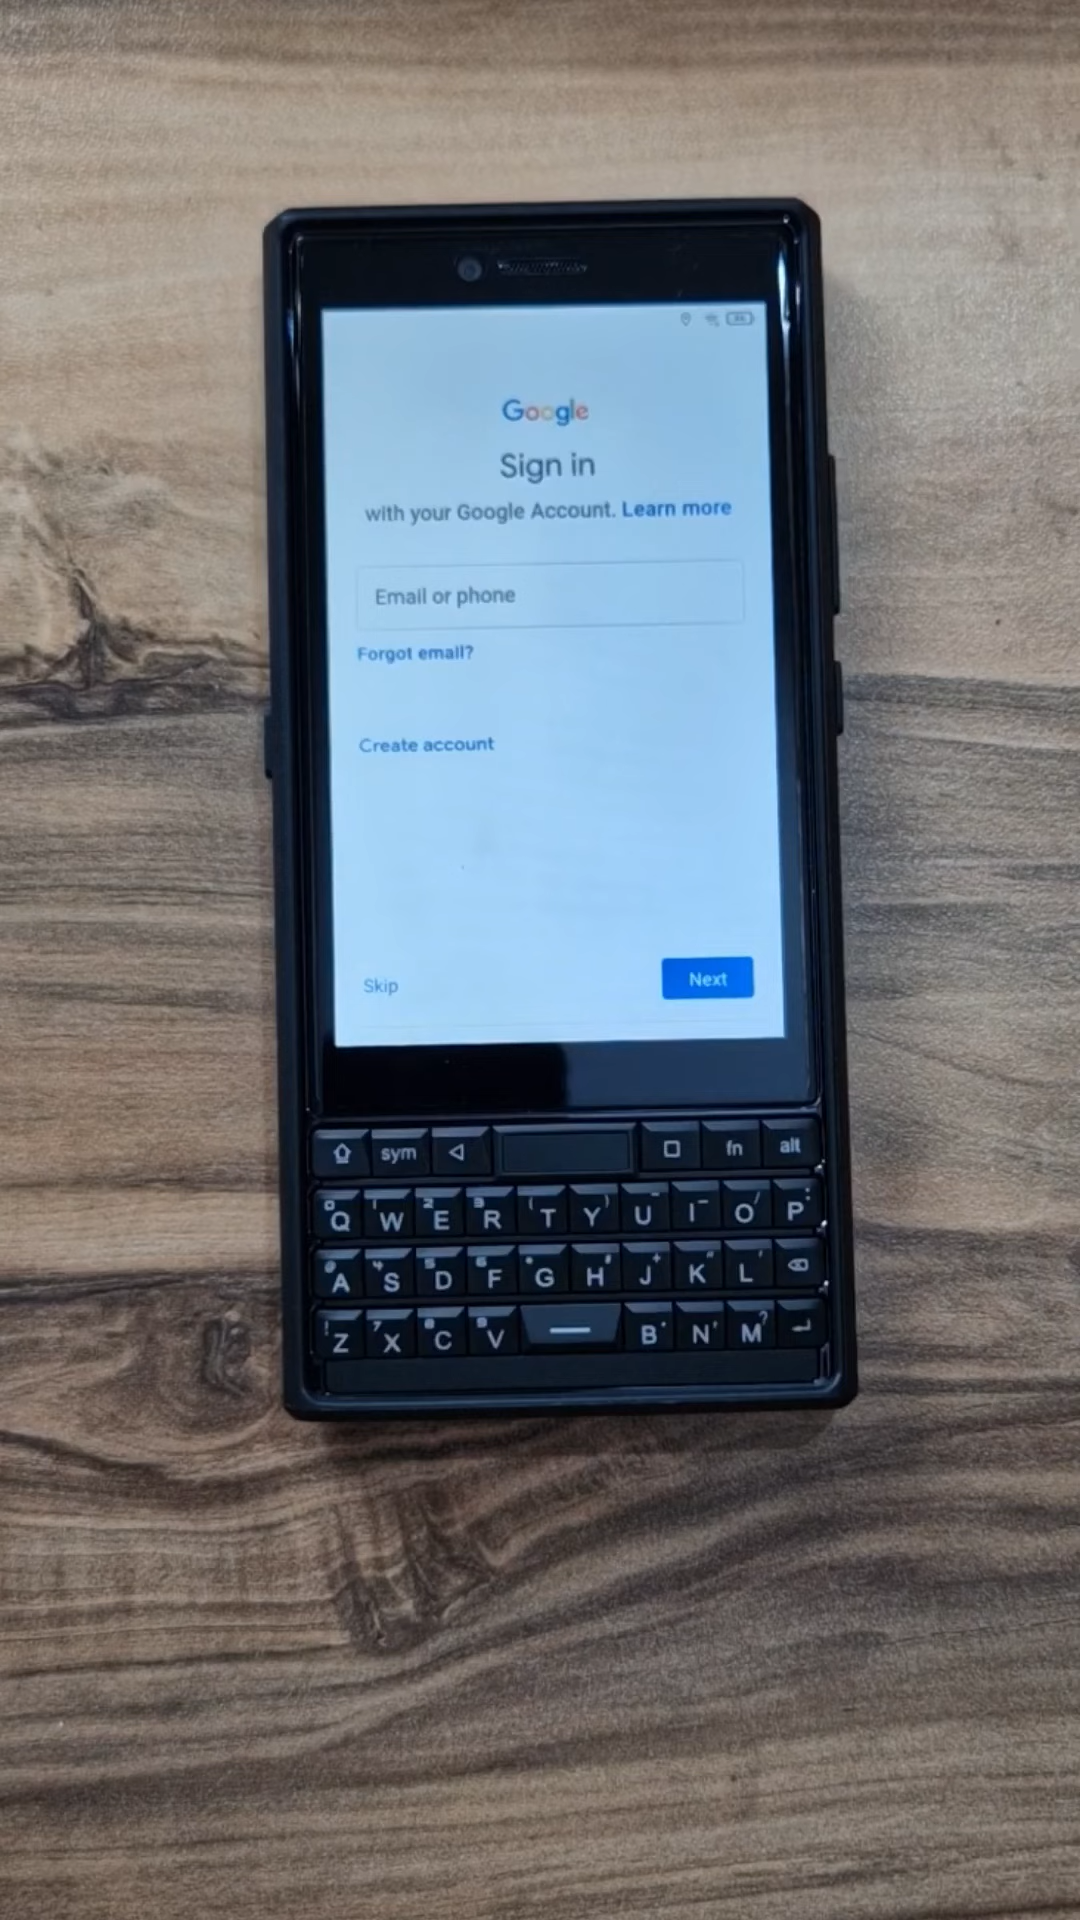 Google
Sign in
with your Google Account. Learn more
Email or phone
Forgot email?
Create account
Skip
Next
sym fn alt
Q W E R T Y U I O P
A S D F G H J K L
Z X C V B N M